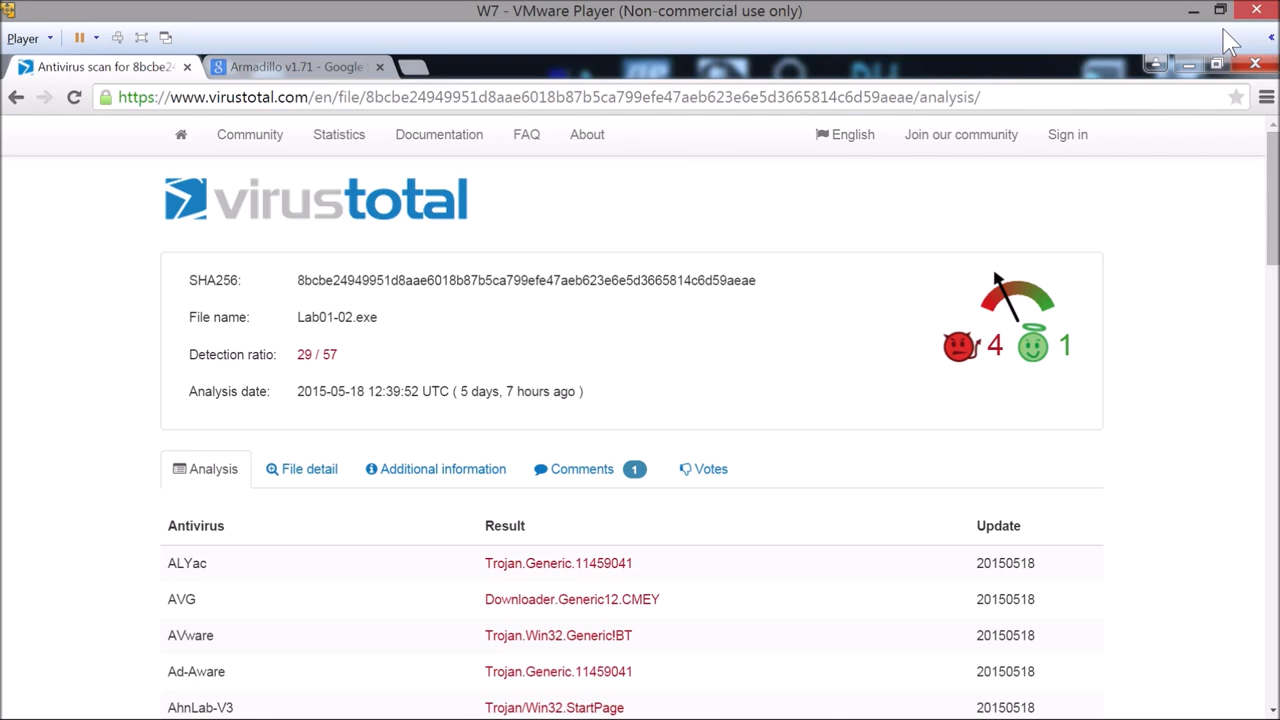 W7 - VMware Player (Non-commercial use only)
Player
Antivirus scan for 8bcbe2 Armadillo v1.71 - Google
https://www.virustotal.com/en/file/8bcbe24949951d8aae6018b87b5ca799efe47aeb623e6e5d3665814c6d59aeae/analysis/
Community Statistics Documentation FAQ About English Join our community Sign in
virustotal
SHA256: 8bcbe24949951d8aae6018b87b5ca799efe47aeb623e6e5d3665814c6d59aeae
File name: Lab01-02.exe
Detection ratio: 29 / 57
4 1
Analysis date: 2015-05-18 12:39:52 UTC ( 5 days, 7 hours ago )
Analysis File detail Additional information Comments 1 Votes
Antivirus Result Update
ALYac Trojan.Generic.11459041 20150518
AVG Downloader.Generic12.CMEY 20150518
AVware Trojan.Win32.Generic!BT 20150518
Ad-Aware Trojan.Generic.11459041 20150518
AhnLab-V3 Trojan/Win32.StartPage 20150518